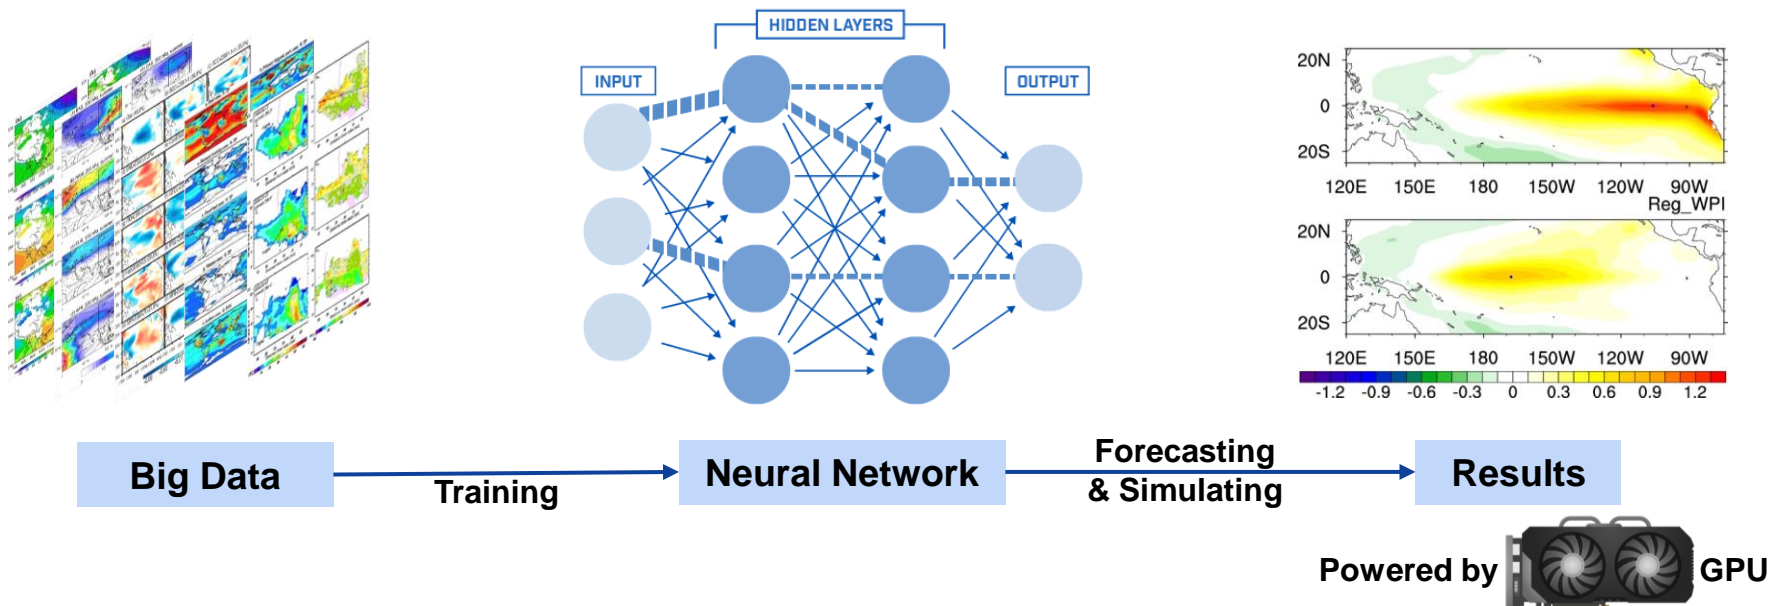 HIDDEN LAYERS
INPUT
OUTPUT
20N
0
20S
120E 150E 180 150W 120W 90W
Reg_WPI
20N
0
20S
120E 150E 180 150W 120W 90W
-1.2 -0.9 -0.6 -0.3 0 0.3 0.6 0.9 1.2
Big Data
Training
Neural Network
Forecasting
& Simulating
Results
Powered by
GPU